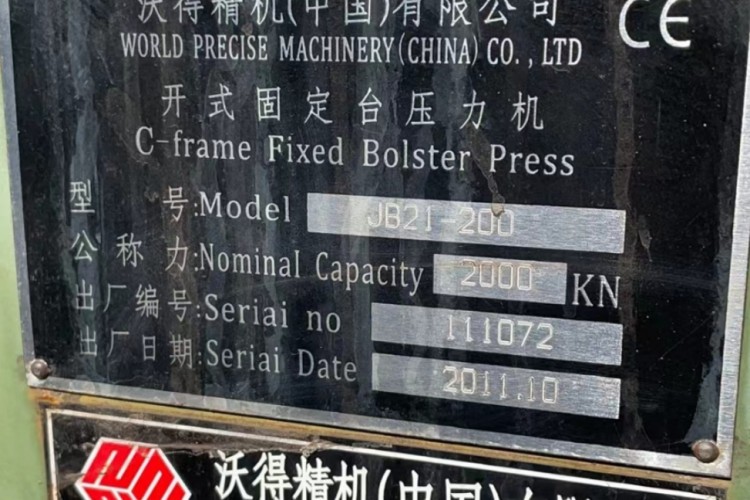 沃得精机(中国)有限公司
CE
WORLD PRECISE MACHINERY(CHINA) CO.,LTD
开式固定台压力机
C-frame Fixed Bolster Press
型 号:Model JB21-200
公称力:Nominal Capacity 2000 KN
出厂编号:Seriai no 111072
出厂日期:Seriai Date 2011.10
沃得精机(中国)